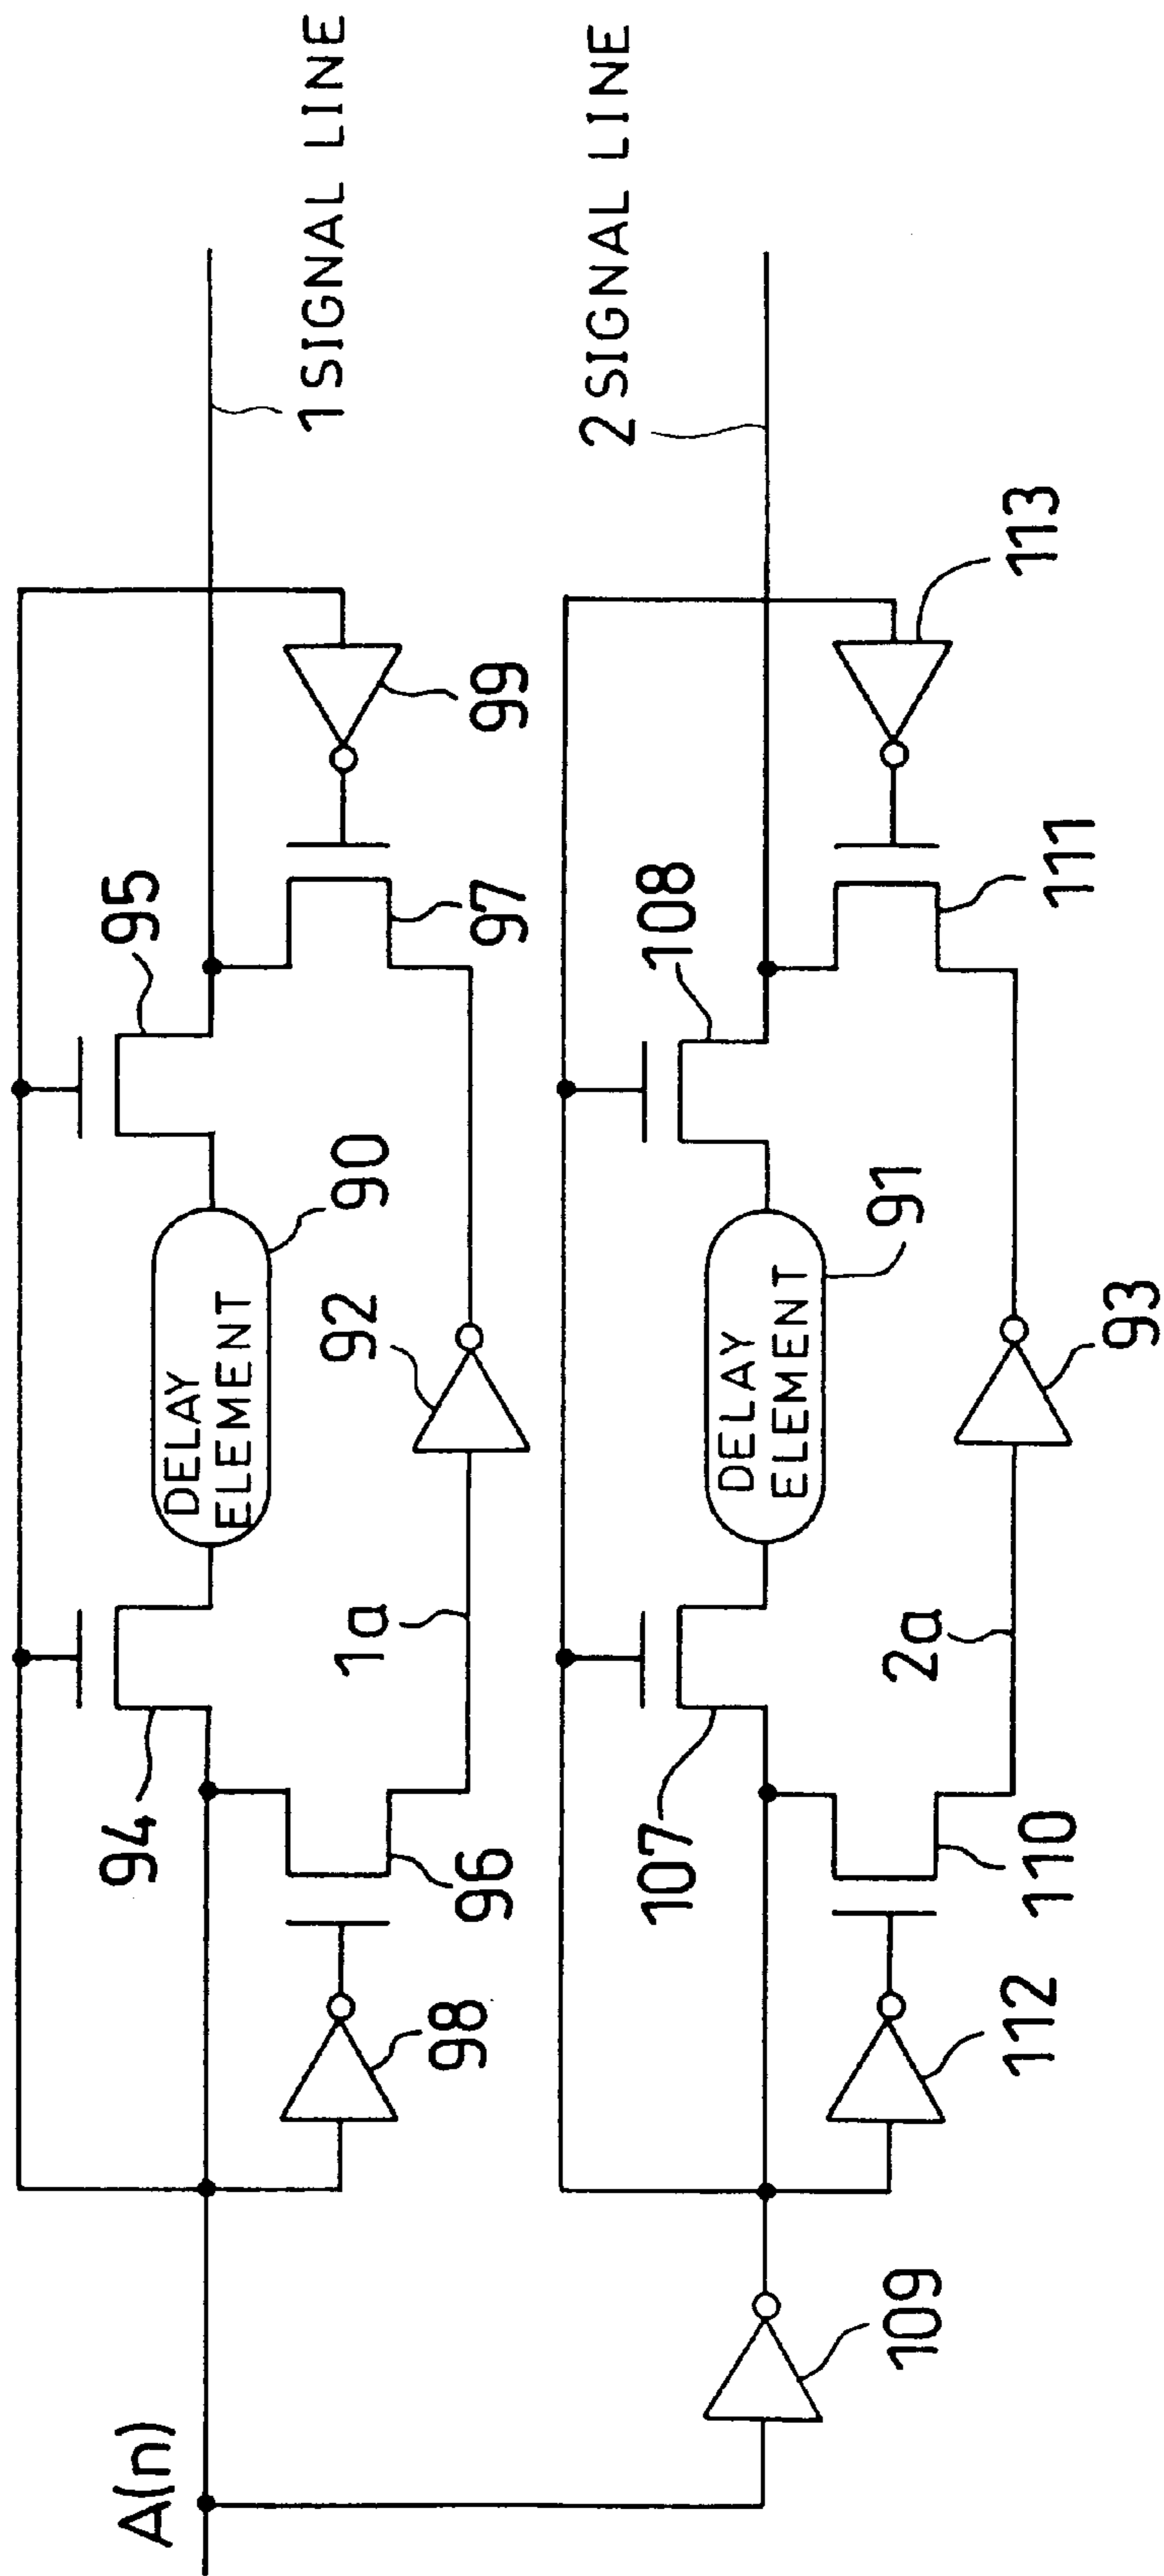 A(n)
94
DELAY
ELEMENT
90
95
1 SIGNAL LINE
98
96
1a
92
97
99
109
107
DELAY
ELEMENT
91
108
2 SIGNAL LINE
112
110
2a
93
111
113